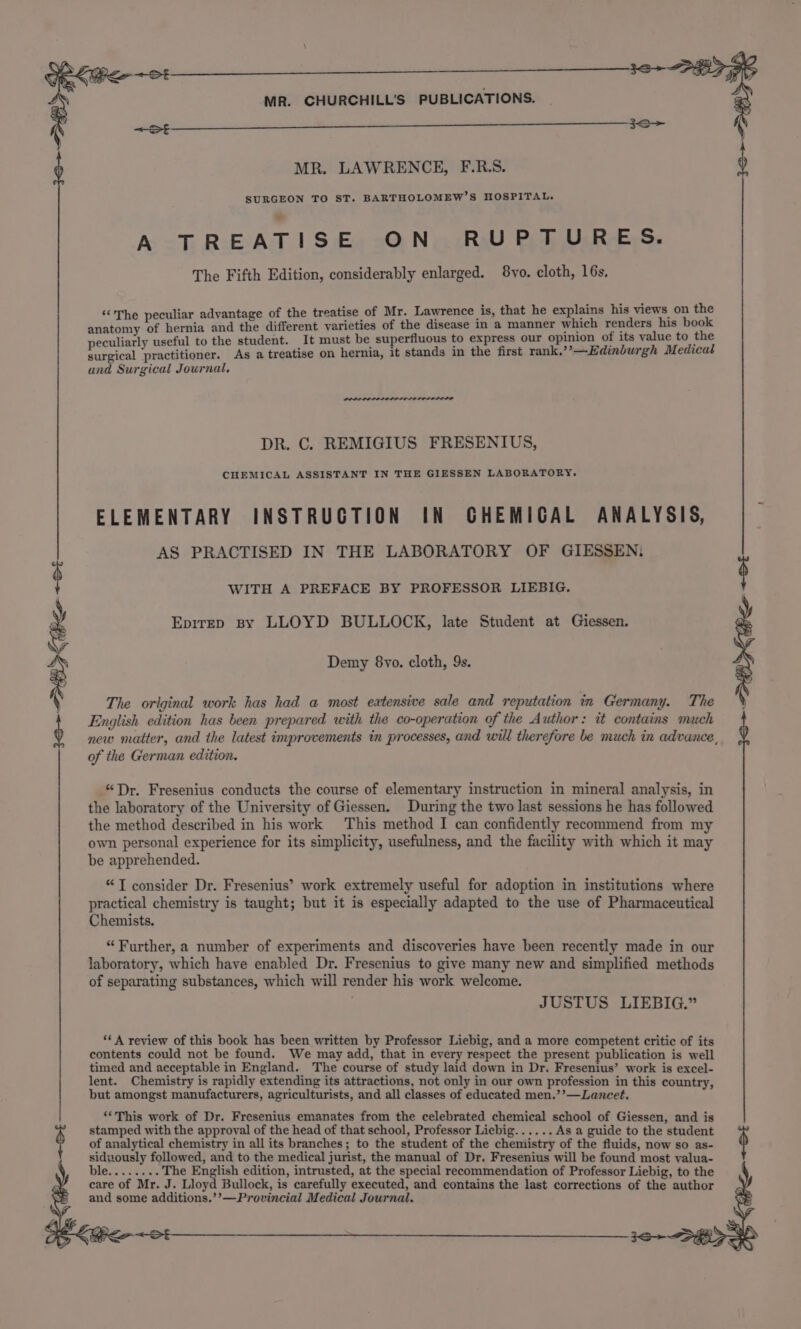 MR. CHURCHILL'S PUBLICATIONS.
MR. LAWRENCE, F.R.S.
SURGEON TO ST. BARTHOLOMEW'S HOSPITAL.
A TREATISE ON RUPTURES.
The Fifth Edition, considerably enlarged. 8vo. cloth, 16s.
“The peculiar advantage of the treatise of Mr. Lawrence is, that he explains his views on the
anatomy of hernia and the different varieties of the disease in a manner which renders his book
peculiarly useful to the student. It must be superfluous to express our opinion of its value to the
surgical practitioner. As a treatise on hernia, it stands in the first rank.”—Edinburgh Medical
and Surgical Journal.
DR. C. REMIGIUS FRESENIUS,
CHEMICAL ASSISTANT IN THE GIESSEN LABORATORY.
ELEMENTARY INSTRUCTION IN CHEMICAL ANALYSIS,
AS PRACTISED IN THE LABORATORY OF GIESSEN.
WITH A PREFACE BY PROFESSOR LIEBIG.
EDITED BY LLOYD BULLOCK, late Student at Giessen.
Demy 8vo. cloth, 9s.
The original work has had a most extensive sale and reputation in Germany. The
English edition has been prepared with the co-operation of the Author: it contains much
new matter, and the latest improvements in processes, and will therefore be much in advance
of the German edition.
“Dr. Fresenius conducts the course of elementary instruction in mineral analysis, in
the laboratory of the University of Giessen. During the two last sessions he has followed
the method described in his work This method I can confidently recommend from my
own personal experience for its simplicity, usefulness, and the facility with which it may
be apprehended.
“I consider Dr. Fresenius’ work extremely useful for adoption in institutions where
practical chemistry is taught; but it is especially adapted to the use of Pharmaceutical
Chemists.
“Further, a number of experiments and discoveries have been recently made in our
laboratory, which have enabled Dr. Fresenius to give many new and simplified methods
of separating substances, which will render his work welcome.
JUSTUS LIEBIG.”
“A review of this book has been written by Professor Liebig, and a more competent critic of its
contents could not be found. We may add, that in every respect the present publication is well
timed and acceptable in England. The course of study laid down in Dr. Fresenius’ work is excel-
lent. Chemistry is rapidly extending its attractions, not only in our own profession in this country,
but amongst manufacturers, agriculturists, and all classes of educated men.”—Lancet.
“This work of Dr. Fresenius emanates from the celebrated chemical school of Giessen, and is
stamped with the approval of the head of that school, Professor Liebig...... As a guide to the student
of analytical chemistry in all its branches; to the student of the chemistry of the fluids, now so as-
siduously followed, and to the medical jurist, the manual of Dr. Fresenius will be found most valua-
ble........ The English edition, intrusted, at the special recommendation of Professor Liebig, to the
care of Mr. J. Lloyd Bullock, is carefully executed, and contains the last corrections of the author
and some additions.”—Provincial Medical Journal.